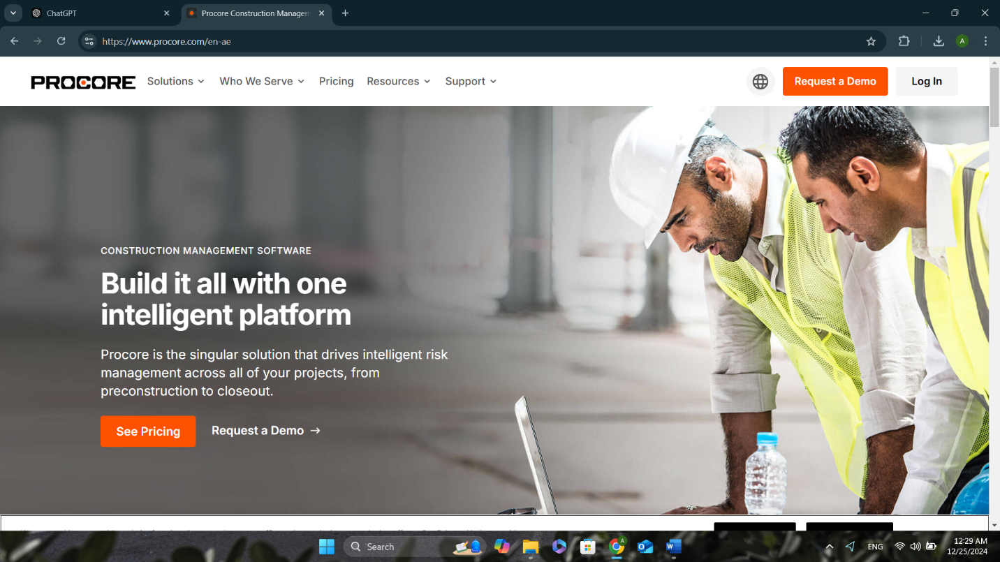 ChatGPT
Procore Construction Managem
https://www.procore.com/en-ae
A
PROCORE
Solutions
Who We Serve
Pricing
Resources
Support
Request a Demo
Log In
CONSTRUCTION MANAGEMENT SOFTWARE
Build it all with one
intelligent platform
Procore is the singular solution that drives intelligent risk
management across all of your projects, from
preconstruction to closeout.
See Pricing
Request a Demo →
Search
ENG
12:29 AM
12/25/2024